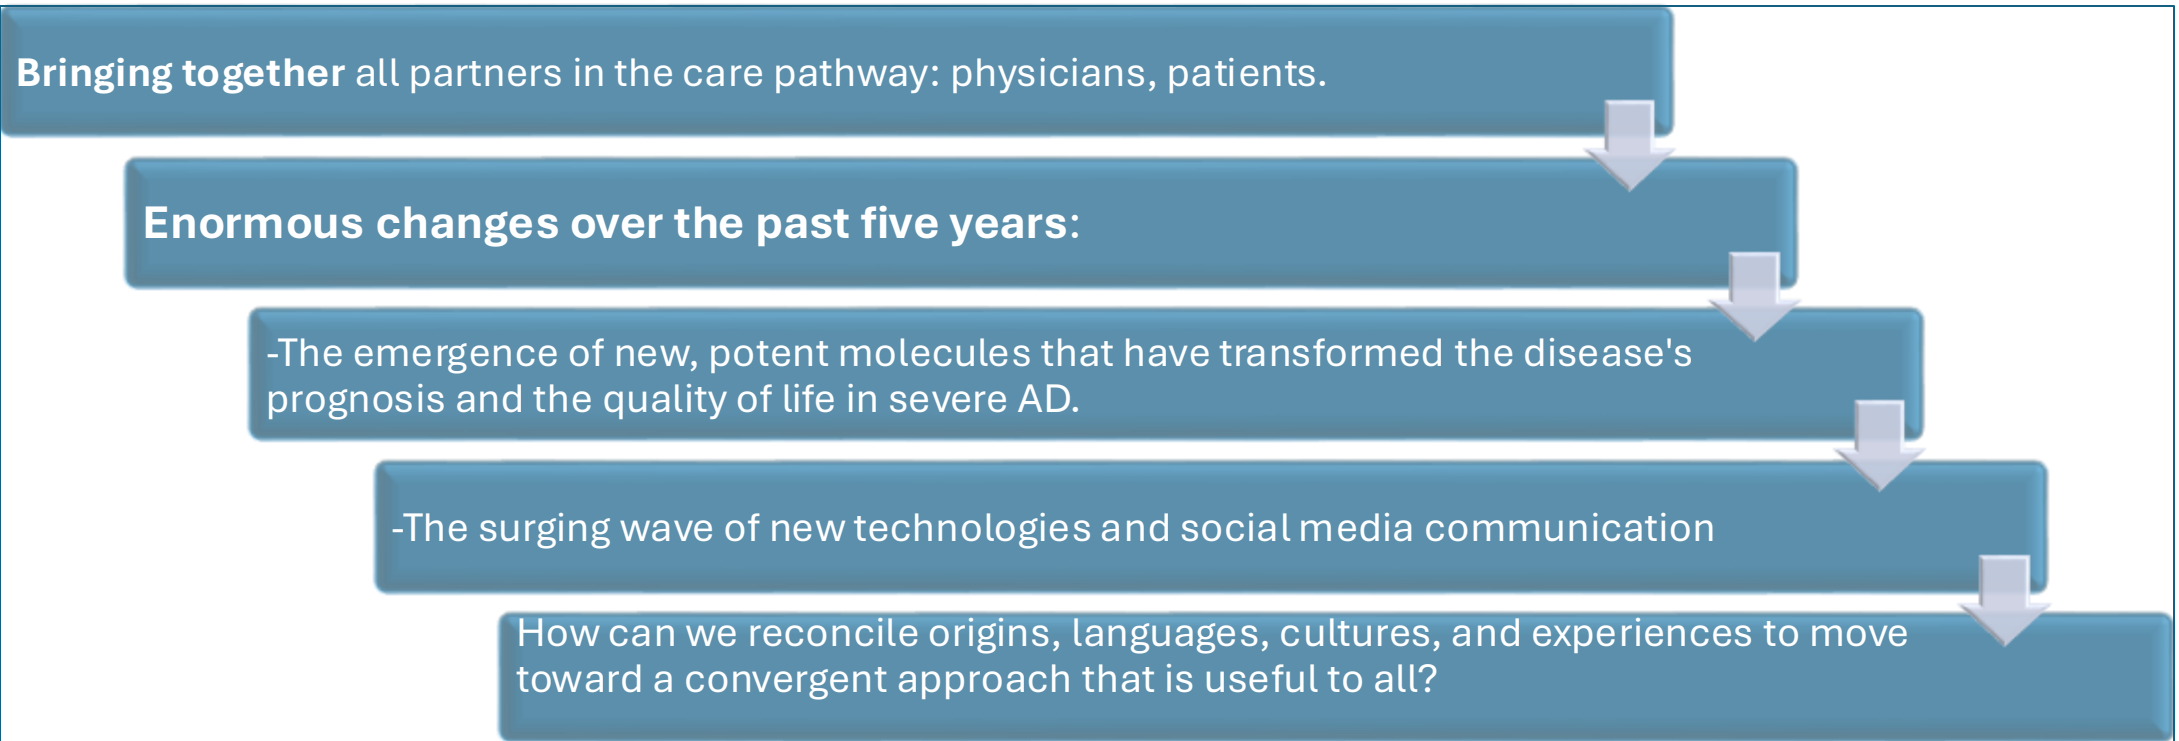 Bringing together all partners in the care pathway: physicians, patients.
Enormous changes over the past five years:
-The emergence of new, potent molecules that have transformed the disease's
prognosis and the quality of life in severe AD.
-The surging wave of new technologies and social media communication
How can we reconcile origins, languages, cultures, and experiences to move
toward a convergent approach that is useful to all?